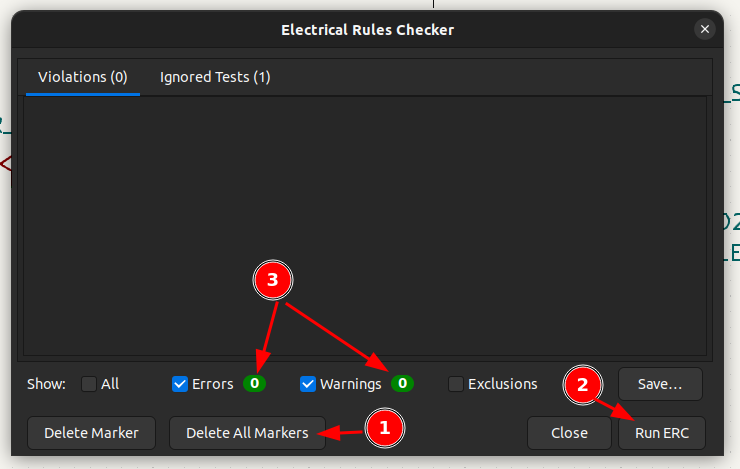 Electrical Rules Checker
Violations (0) Ignored Tests (1)
3
Show: All Errors 0 Warnings 0 Exclusions 2 Save...
Delete Marker Delete All Markers 1 Close Run ERC